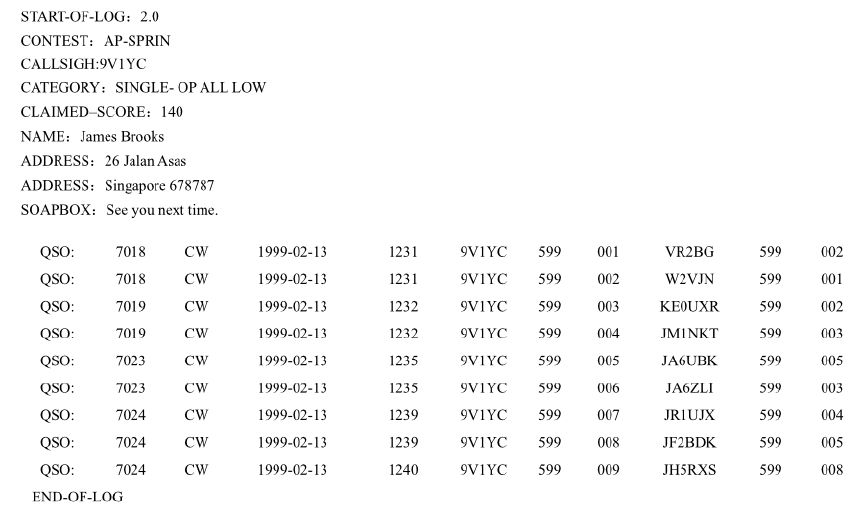 START-OF-LOG：2.0
CONTEST：AP-SPRIN
CALLSIGH:9V1YC
CATEGORY：SINGLE- OP ALL LOW
CLAIMED–SCORE：140
NAME：James Brooks
ADDRESS：26 Jalan Asas
ADDRESS：Singapore 678787
SOAPBOX：See you next time.
QSO: 7018 CW 1999-02-13 1231 9V1YC 599 001 VR2BG 599 002
QSO: 7018 CW 1999-02-13 1231 9V1YC 599 002 W2VJN 599 001
QSO: 7019 CW 1999-02-13 1232 9V1YC 599 003 KE0UXR 599 002
QSO: 7019 CW 1999-02-13 1232 9V1YC 599 004 JM1NKT 599 003
QSO: 7023 CW 1999-02-13 1235 9V1YC 599 005 JA6UBK 599 005
QSO: 7023 CW 1999-02-13 1235 9V1YC 599 006 JA6ZLI 599 003
QSO: 7024 CW 1999-02-13 1239 9V1YC 599 007 JR1UJX 599 004
QSO: 7024 CW 1999-02-13 1239 9V1YC 599 008 JF2BDK 599 005
QSO: 7024 CW 1999-02-13 1240 9V1YC 599 009 JH5RXS 599 008
END-OF-LOG